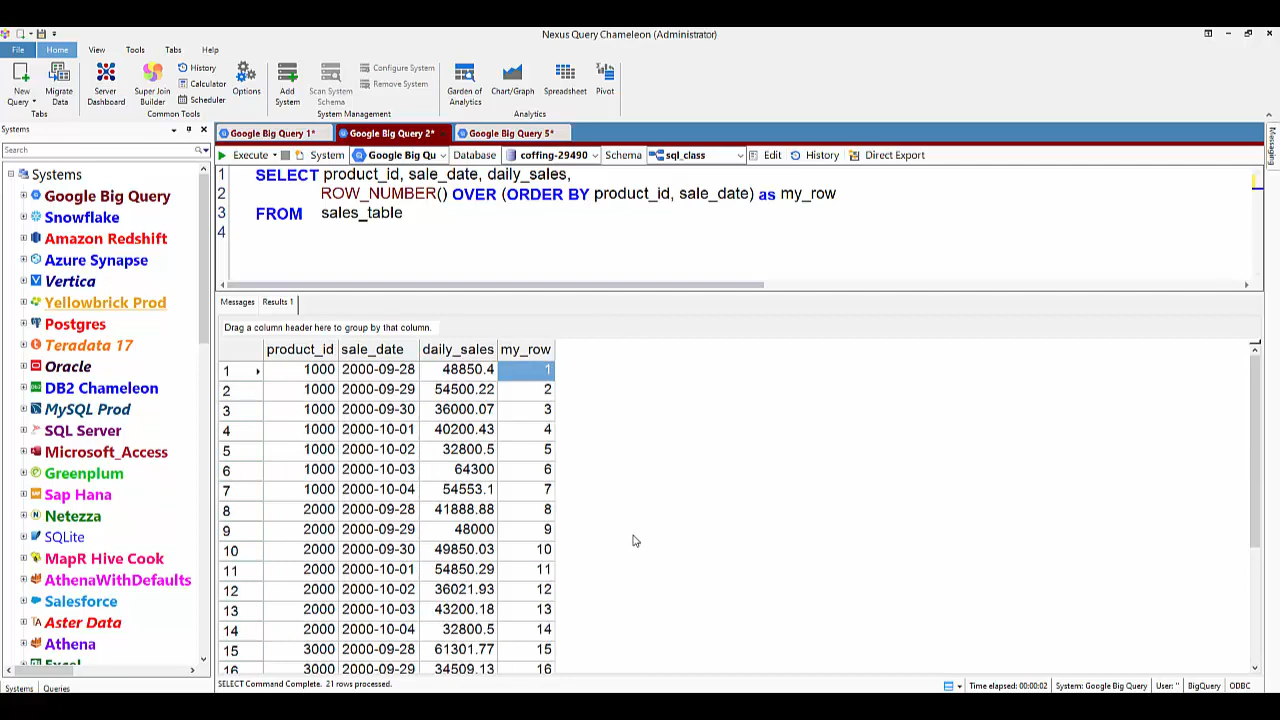 Nexus Query Chameleon (Administrator)
File Home View Tools Tabs Help
New Query
Migrate Data
Tabs
Server Dashboard
Super Join Builder
History
Calculator
Scheduler
Common Tools
Options
Add System
Scan System Schema
Configure System
Remove System
System Management
Garden of Analytics
Chart/Graph
Spreadsheet
Pivot
Analytics
Systems
Search
Systems
Google Big Query
Snowflake
Amazon Redshift
Azure Synapse
Vertica
Yellowbrick Prod
Postgres
Teradata 17
Oracle
DB2 Chameleon
MySQL Prod
SQL Server
Microsoft_Access
Greenplum
Sap Hana
Netezza
SQLite
MapR Hive Cook
AthenaWithDefaults
Salesforce
Aster Data
Athena
Excel
Systems Queries
Google Big Query 1* Google Big Query 2* Google Big Query 5*
Execute System Google Big Qu Database coffing-29490 Schema sql_class Edit History Direct Export
1 SELECT product_id, sale_date, daily_sales,
2 ROW_NUMBER() OVER (ORDER BY product_id, sale_date) as my_row
3 FROM sales_table
4
Messages Results 1
Drag a column header here to group by that column.
product_id sale_date daily_sales my_row
1 1000 2000-09-28 48850.4 1
2 1000 2000-09-29 54500.22 2
3 1000 2000-09-30 36000.07 3
4 1000 2000-10-01 40200.43 4
5 1000 2000-10-02 32800.5 5
6 1000 2000-10-03 64300 6
7 1000 2000-10-04 54553.1 7
8 2000 2000-09-28 41888.88 8
9 2000 2000-09-29 48000 9
10 2000 2000-09-30 49850.03 10
11 2000 2000-10-01 54850.29 11
12 2000 2000-10-02 36021.93 12
13 2000 2000-10-03 43200.18 13
14 2000 2000-10-04 32800.5 14
15 3000 2000-09-28 61301.77 15
16 3000 2000-09-29 34509.13 16
SELECT Command Complete. 21 rows processed.
Time elapsed: 00:00:02 System: Google Big Query User: '' BigQuery ODBC
Messaging